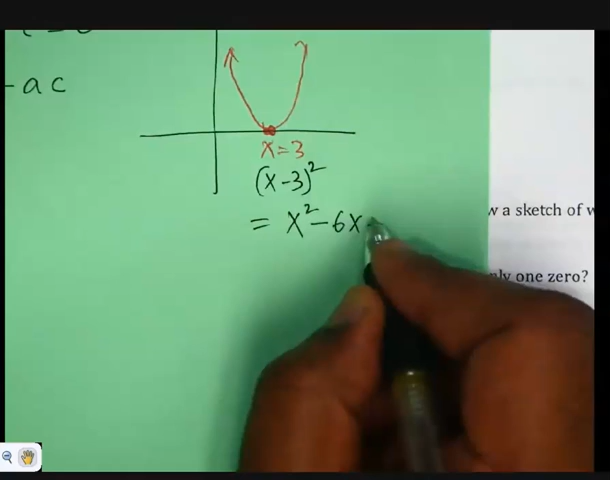 -ac
x=3
(x-3)²
= x²-6x
w a sketch of w
nly one zero?